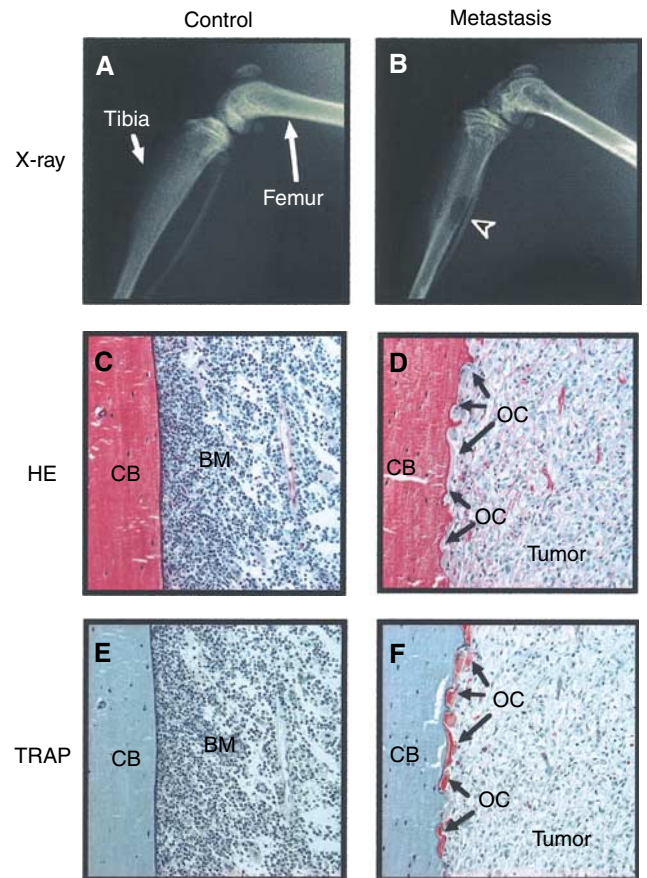 Control Metastasis
X-ray
A B
Tibia
Femur
HE
C D
CB BM
CB OC
OC
Tumor
TRAP
E F
CB BM
CB OC
OC
Tumor